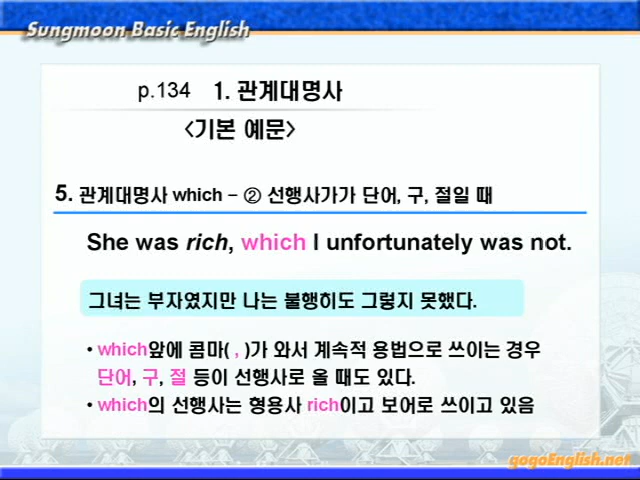 Sungmoon Basic English
p.134 1. 관계대명사
<기본 예문>
5. 관계대명사 which – ② 선행사가가 단어, 구, 절일 때
She was rich, which I unfortunately was not.
그녀는 부자였지만 나는 불행히도 그렇지 못했다.
• which앞에 콤마( , )가 와서 계속적 용법으로 쓰이는 경우
단어, 구, 절 등이 선행사로 올 때도 있다.
• which의 선행사는 형용사 rich이고 보어로 쓰이고 있음
gogoEnglish.net